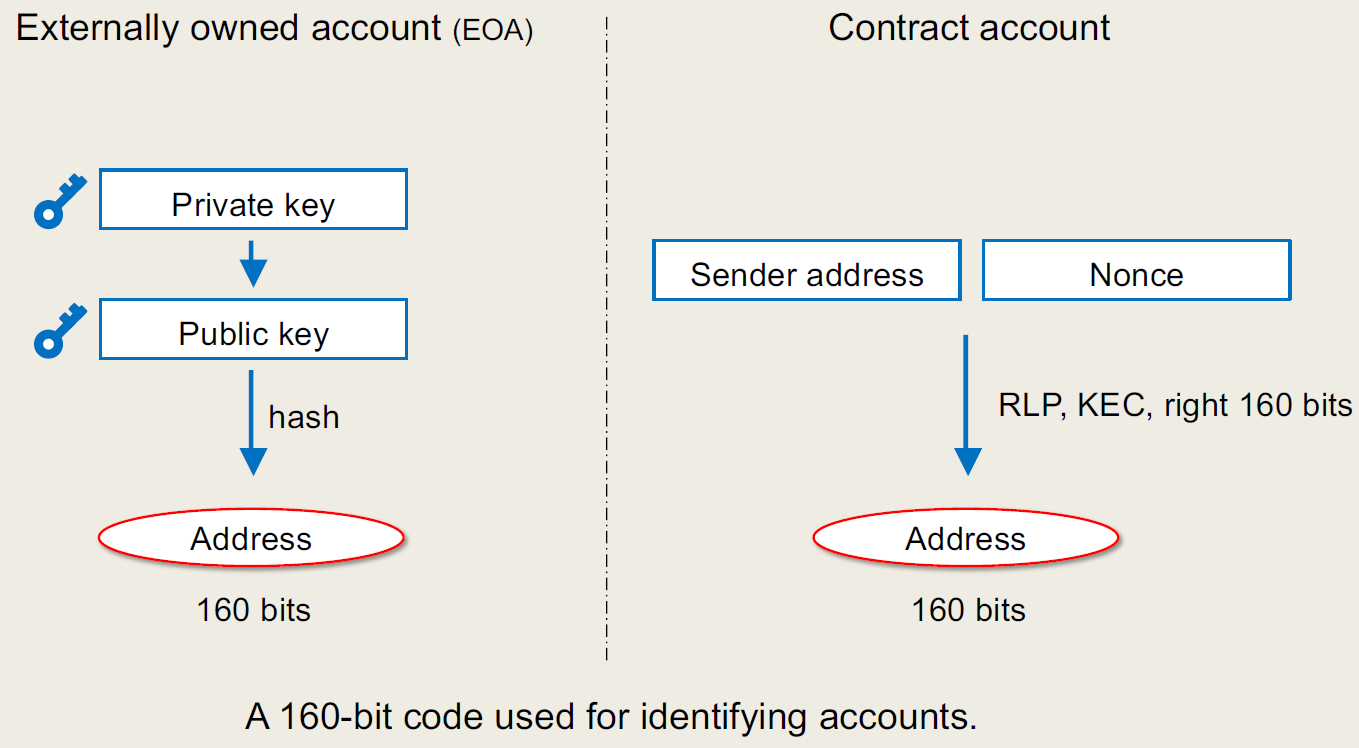 Externally owned account (EOA)
Private key
Public key
hash
Address
160 bits
Contract account
Sender address
Nonce
RLP, KEC, right 160 bits
Address
160 bits
A 160-bit code used for identifying accounts.